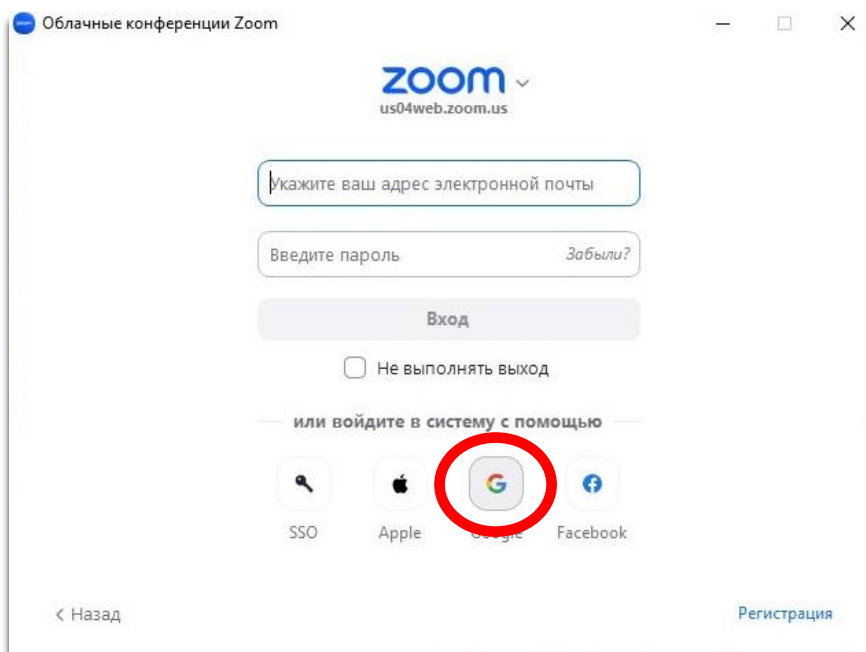 Облачные конференции Zoom
zoom
us04web.zoom.us
Укажите ваш адрес электронной почты
Введите пароль Забыли?
Вход
Не выполнять выход
или войдите в систему с помощью
SSO Apple Google Facebook
< Назад Регистрация